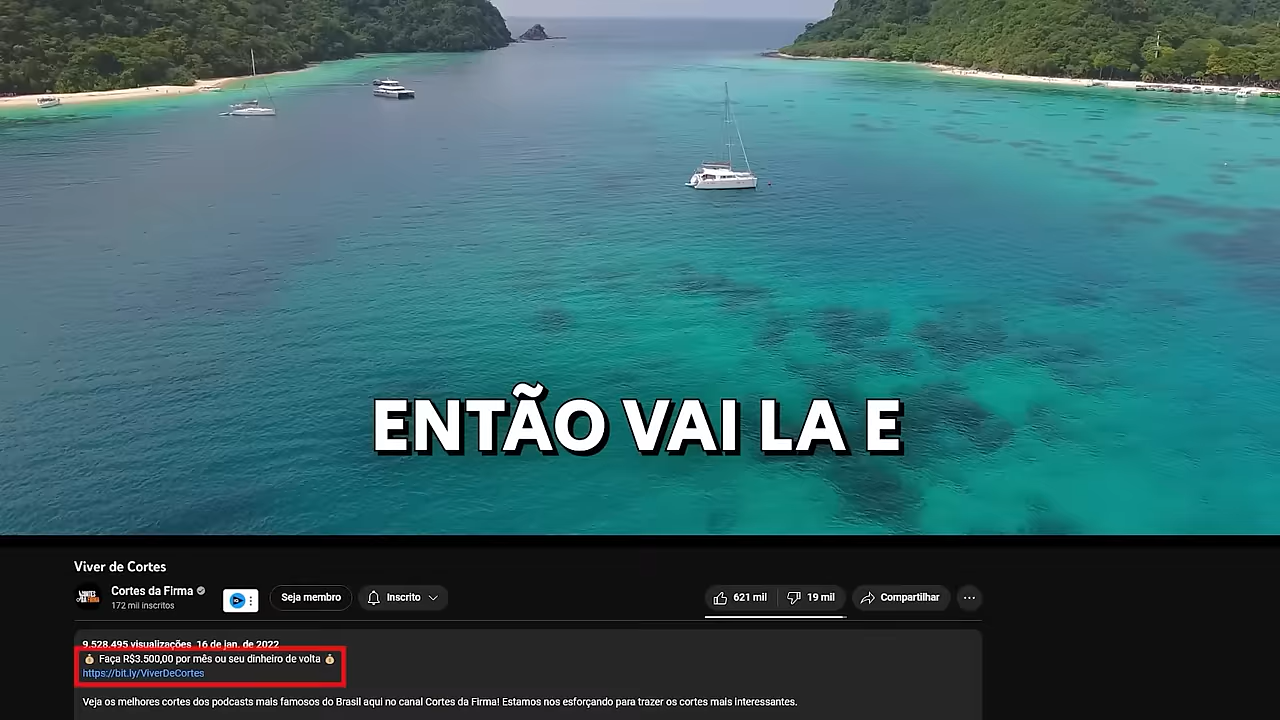 ENTÃO VAI LA E
Viver de Cortes
Cortes da Firma
172 mil inscritos
Seja membro
Inscrito
621 mil
19 mil
Compartilhar
9.528.495 visualizações 16 de jan. de 2022
💰 Faça R$3.500,00 por mês ou seu dinheiro de volta 💰
https://bit.ly/ViverDeCortes
Veja os melhores cortes dos podcasts mais famosos do Brasil aqui no canal Cortes da Firma! Estamos nos esforçando para trazer os cortes mais interessantes.